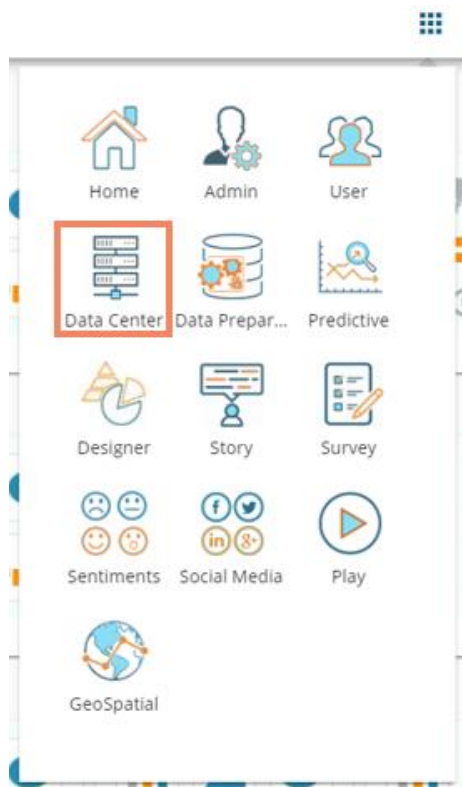 Home Admin User
Data Center Data Prepar... Predictive
Designer Story Survey
Sentiments Social Media Play
GeoSpatial